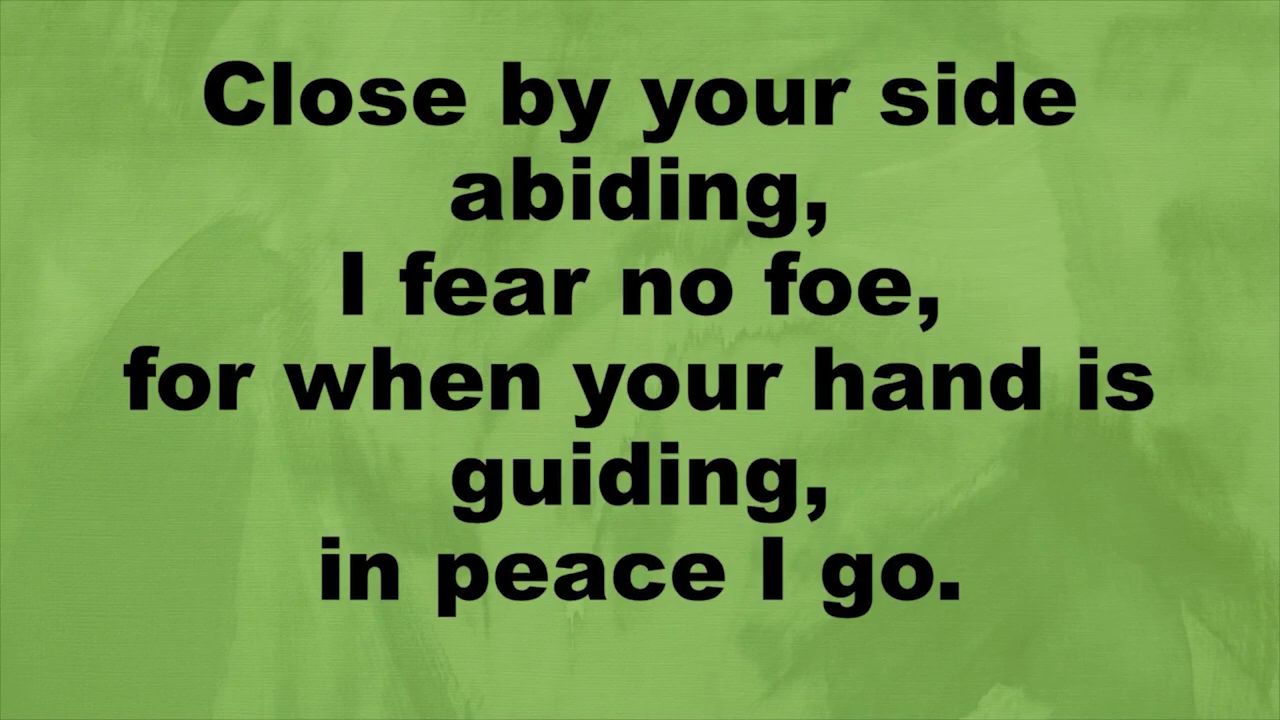 Close by your side
abiding,
I fear no foe,
for when your hand is
guiding,
in peace I go.